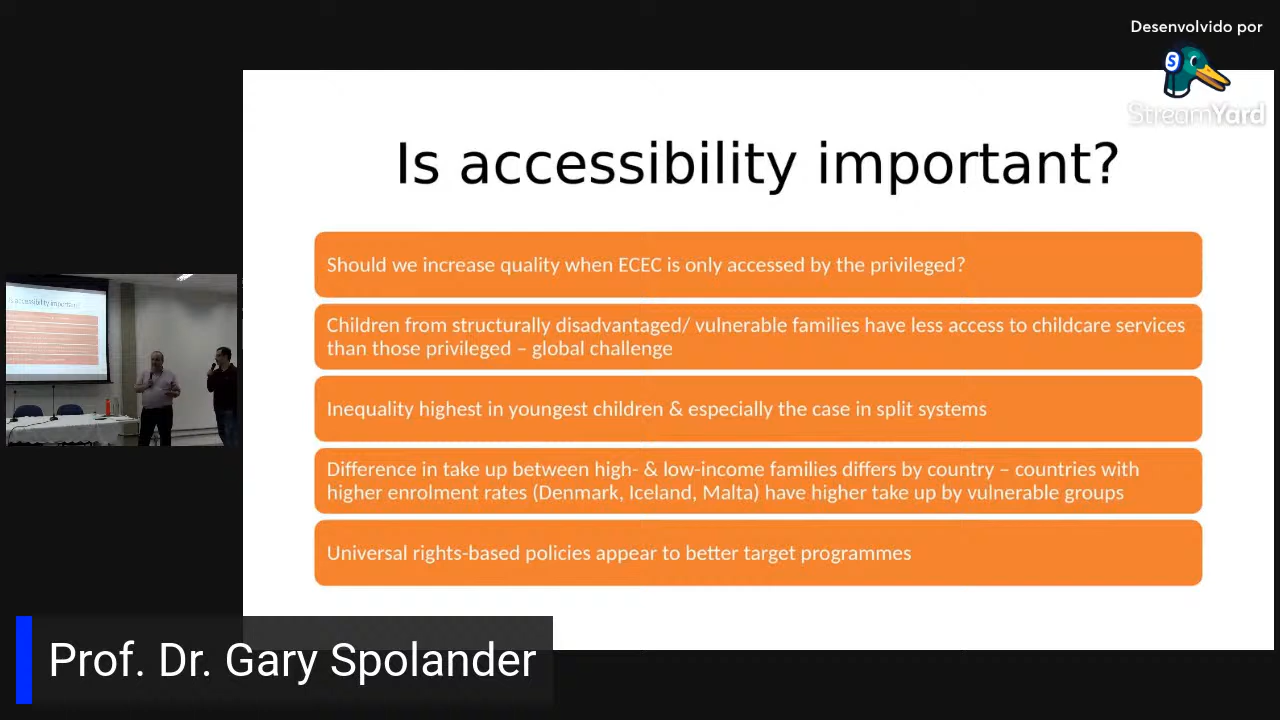 Desenvolvido por
StreamYard
Is accessibility important?
Should we increase quality when ECEC is only accessed by the privileged?
Children from structurally disadvantaged/ vulnerable families have less access to childcare services
than those privileged – global challenge
Inequality highest in youngest children & especially the case in split systems
Difference in take up between high- & low-income families differs by country – countries with
higher enrolment rates (Denmark, Iceland, Malta) have higher take up by vulnerable groups
Universal rights-based policies appear to better target programmes
Is accessibility important?
Prof. Dr. Gary Spolander